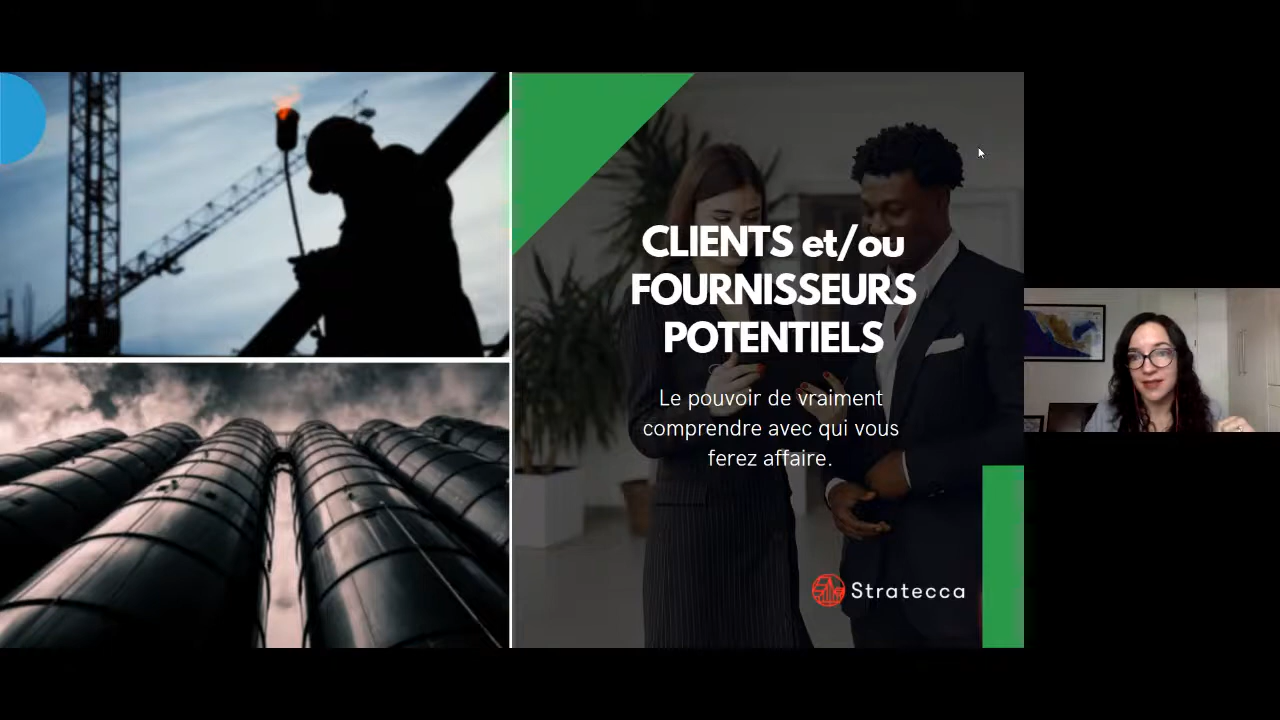 CLIENTS et/ou
FOURNISSEURS
POTENTIELS
Le pouvoir de vraiment
comprendre avec qui vous
ferez affaire.
Stratecca